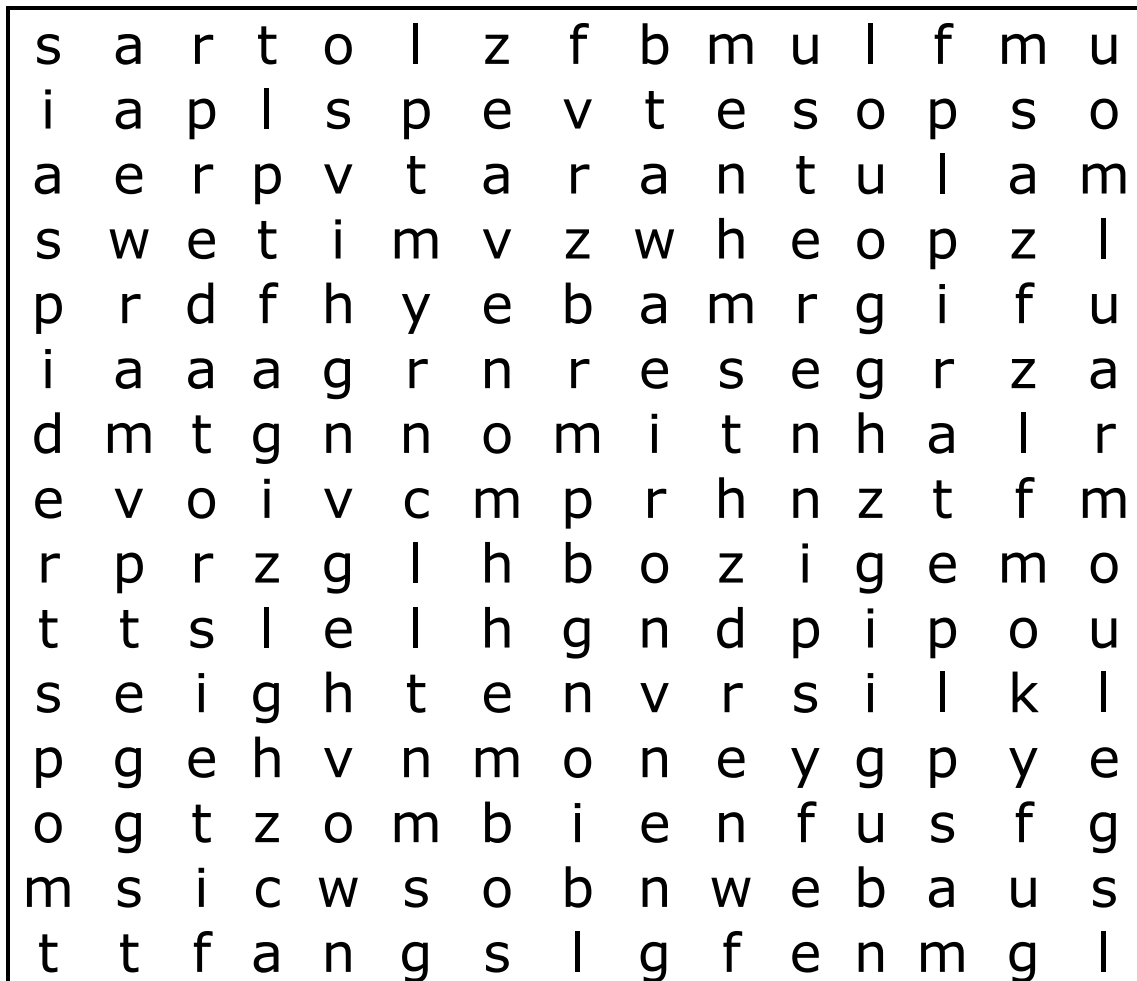 s a r t o l z f b m u l f m u
i a p l s p e v t e s o p s o
a e r p v t a r a n t u l a m
s w e t i m v z w h e o p z l
p r d f h y e b a m r g i f u
i a a a g r n r e s e g r z a
d m t g n n o m i t n h a l r
e v o i v c m p r h n z t f m
r p r z g l h b o z i g e m o
t t s l e l h g n d p i p o u
s e i g h t e n v r s i l k l
p g e h v n m o n e y g p y e
o g t z o m b i e n f u s f g
m s i c w s o b n w e b a u s
t t f a n g s l g f e n m g l